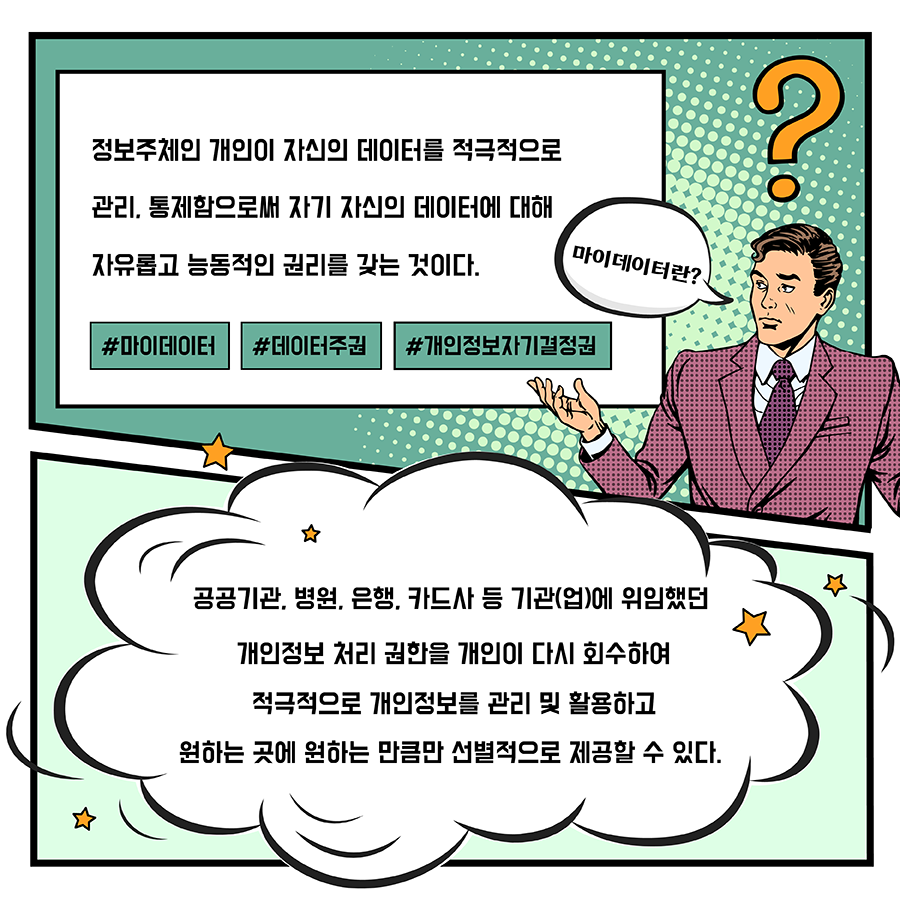 정보주체인 개인이 자신의 데이터를 적극적으로
관리, 통제함으로써 자기 자신의 데이터에 대해
자유롭고 능동적인 권리를 갖는 것이다.
#마이데이터 #데이터주권 #개인정보자기결정권
?
마이데이터란?
공공기관, 병원, 은행, 카드사 등 기관(업)에 위임했던
개인정보 처리 권한을 개인이 다시 회수하여
적극적으로 개인정보를 관리 및 활용하고
원하는 곳에 원하는 만큼만 선별적으로 제공할 수 있다.